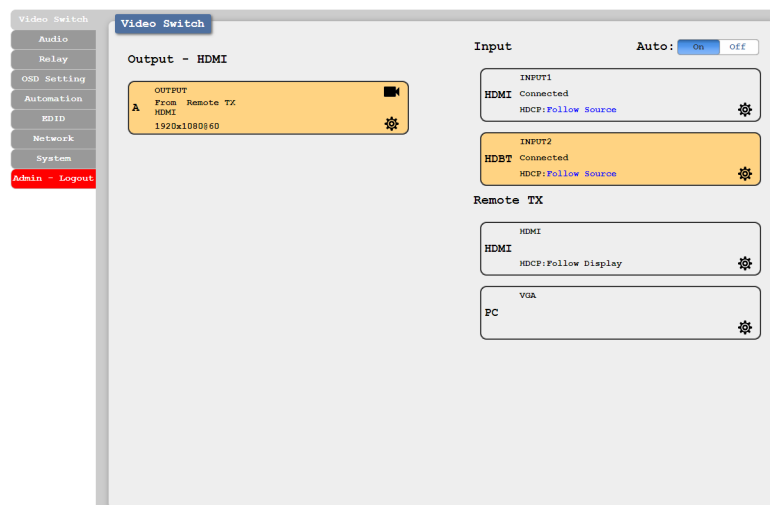 Video Switch
Audio
Relay
OSD Setting
Automation
EDID
Network
System
Admin - Logout
Video Switch
Output - HDMI
A
OUTPUT
From Remote TX
HDMI
1920x1080@60
Input
Auto: On Off
HDMI
INPUT1
Connected
HDCP:Follow Source
HDBT
INPUT2
Connected
HDCP:Follow Source
Remote TX
HDMI
HDMI
HDCP:Follow Display
PC
VGA